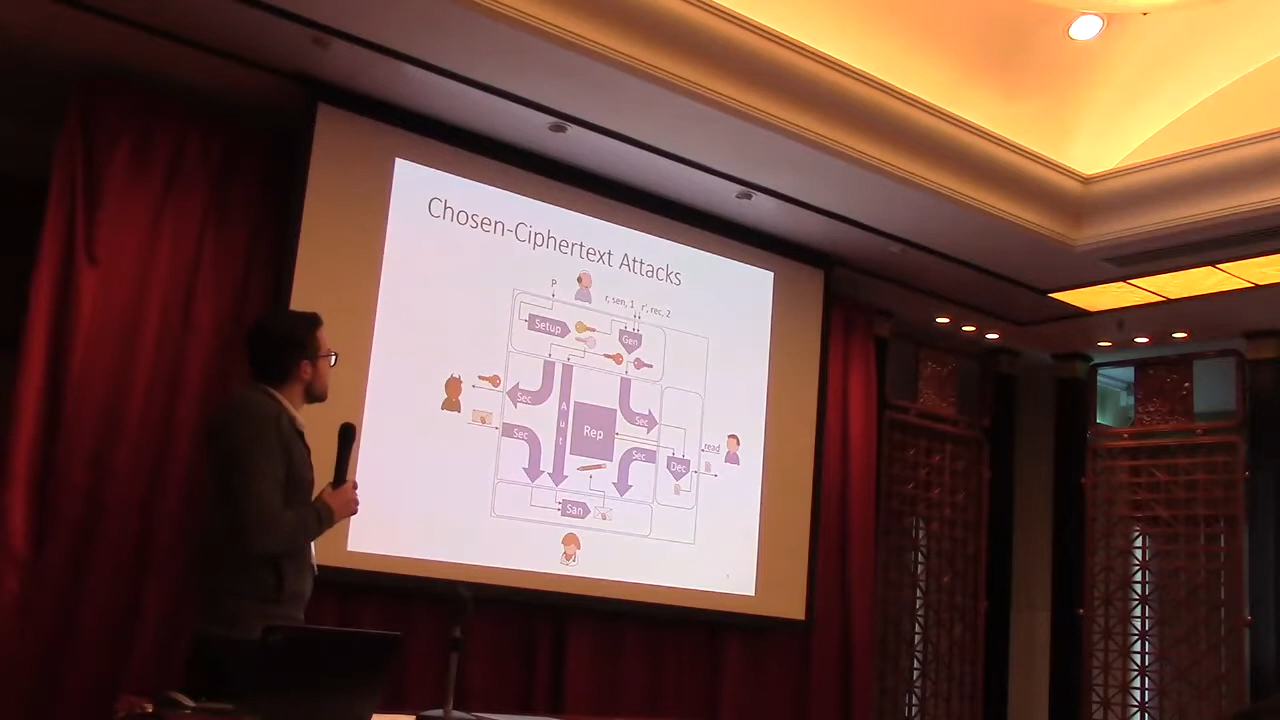 Chosen-Ciphertext Attacks
P
r, sen, 1 r', rec, 2
Setup
Gen
Sec
Aut
Sec
Rep
Sec
Sec
read
Dec
San